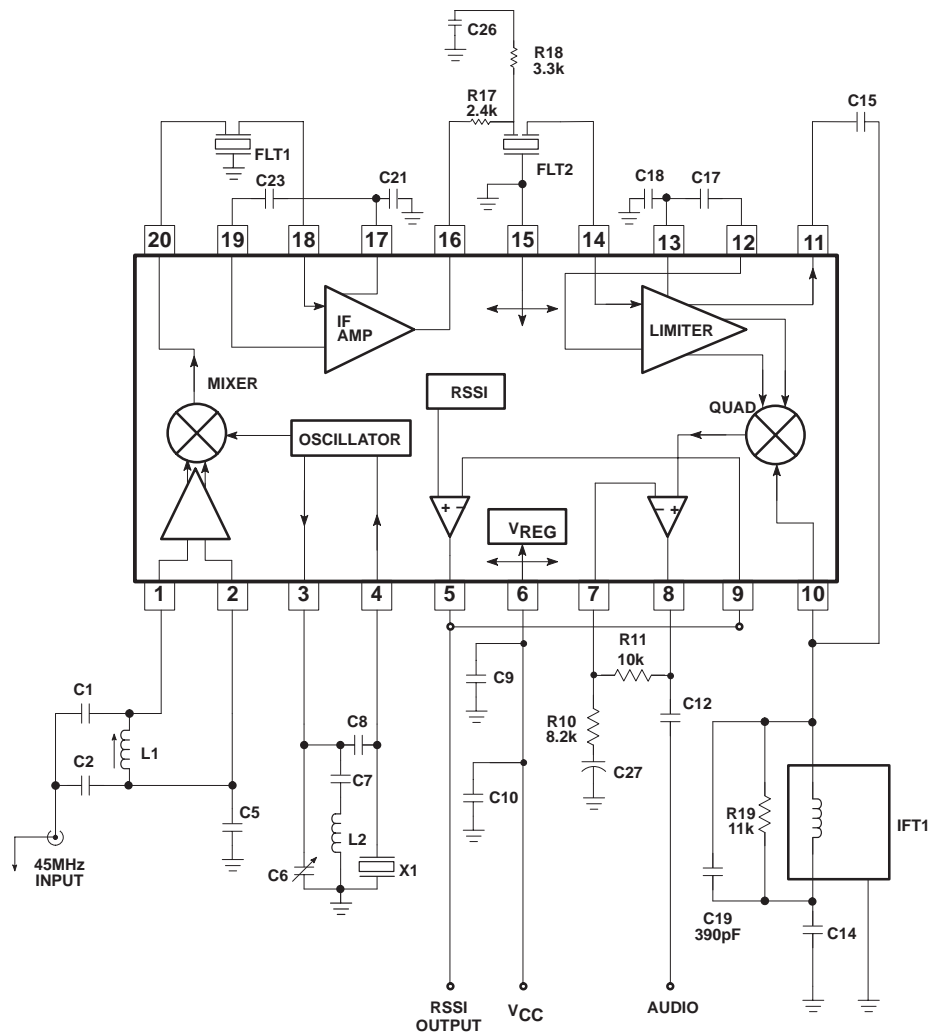 C26
R18
3.3k
R17
2.4k
C15
FLT1
FLT2
C23
C21
C18
C17
20
19
18
17
16
15
14
13
12
11
IF
AMP
LIMITER
MIXER
RSSI
QUAD
OSCILLATOR
+ –
– +
VREG
1
2
3
4
5
6
7
8
9
10
R11
10k
C1
C9
C12
C8
R10
8.2k
L1
C2
C7
C27
C10
C5
L2
R19
11k
IFT1
45MHz
INPUT
C6
X1
C19
390pF
C14
RSSI
OUTPUT
VCC
AUDIO